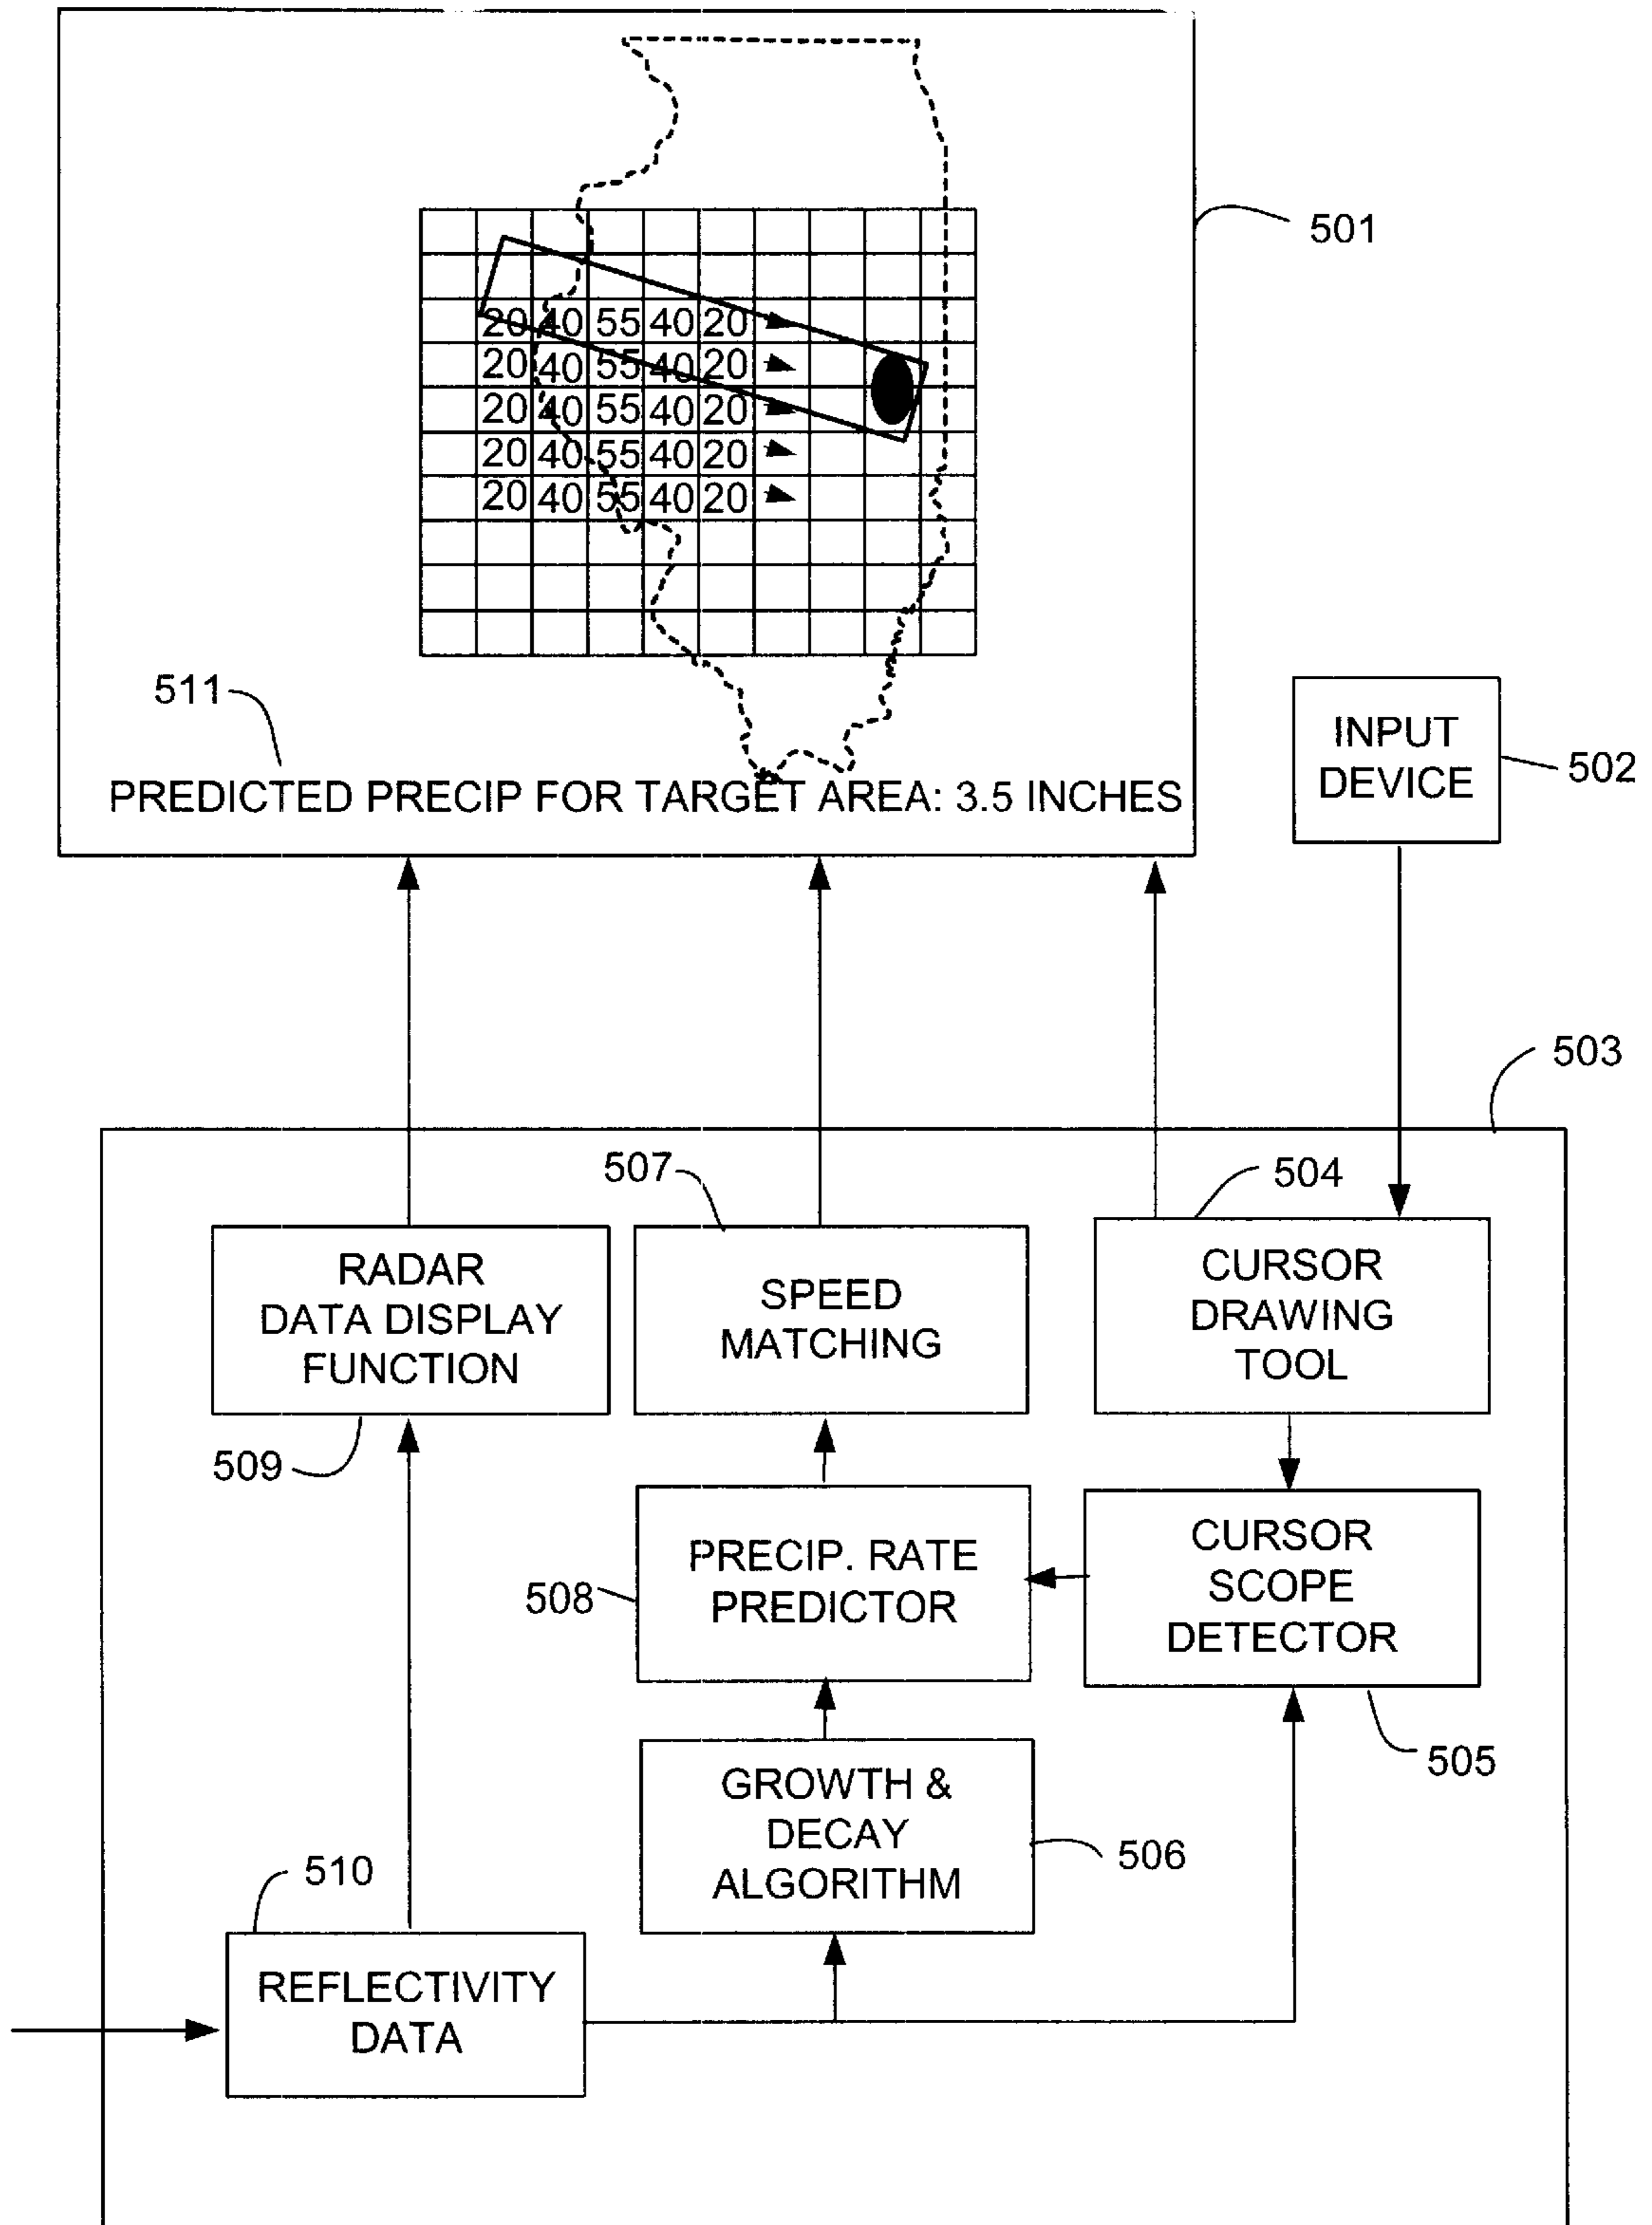 501
20 40 55 40 20
20 40 55 40 20
20 40 55 40 20
20 40 55 40 20
20 40 55 40 20
511
PREDICTED PRECIP FOR TARGET AREA: 3.5 INCHES
INPUT
DEVICE
502
503
507
504
RADAR
DATA DISPLAY
FUNCTION
SPEED
MATCHING
CURSOR
DRAWING
TOOL
509
508
PRECIP. RATE
PREDICTOR
CURSOR
SCOPE
DETECTOR
505
GROWTH &
DECAY
ALGORITHM
506
510
REFLECTIVITY
DATA